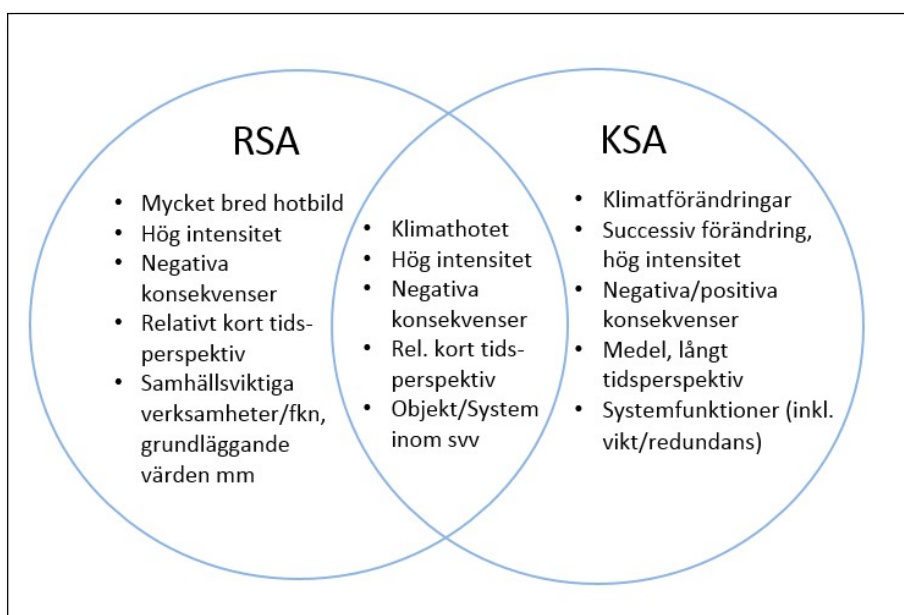 RSA
• Mycket bred hotbild
• Hög intensitet
• Negativa
konsekvenser
• Relativt kort tids-
perspektiv
• Samhällsviktiga
verksamheter/fkn,
grundläggande
värden mm
• Klimathotet
• Hög intensitet
• Negativa
konsekvenser
• Rel. kort tids-
perspektiv
• Objekt/System
inom svv
KSA
• Klimatförändringar
• Successiv förändring,
hög intensitet
• Negativa/positiva
konsekvenser
• Medel, långt
tidsperspektiv
• Systemfunktioner (inkl.
vikt/redundans)